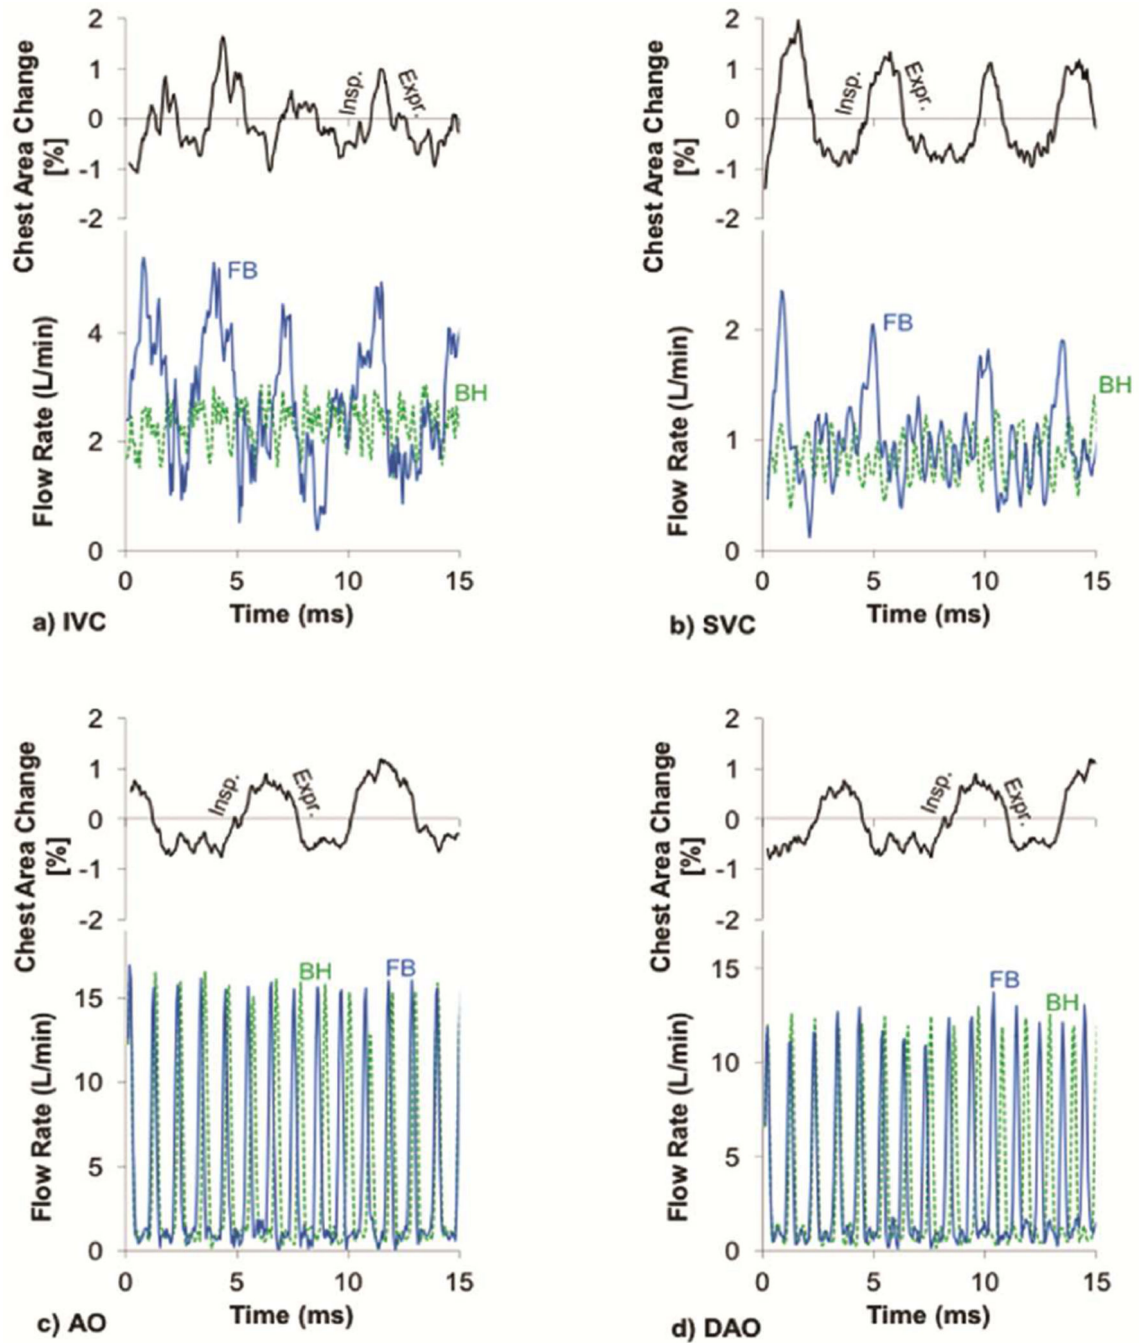 2
1
0
-1
-2
Chest Area Change
[%]
Insp.
Expr.
4
2
0
Flow Rate (L/min)
FB
BH
0 5 10 15
Time (ms)
a) IVC
2
1
0
-1
-2
Chest Area Change
[%]
Insp.
Expr.
2
1
0
Flow Rate (L/min)
FB
BH
0 5 10 15
Time (ms)
b) SVC
2
1
0
-1
-2
Chest Area Change
[%]
Insp.
Expr.
15
10
5
0
Flow Rate (L/min)
BH
FB
0 5 10 15
Time (ms)
c) AO
2
1
0
-1
-2
Chest Area Change
[%]
Insp.
Expr.
15
10
5
0
Flow Rate (L/min)
FB
BH
0 5 10 15
Time (ms)
d) DAO